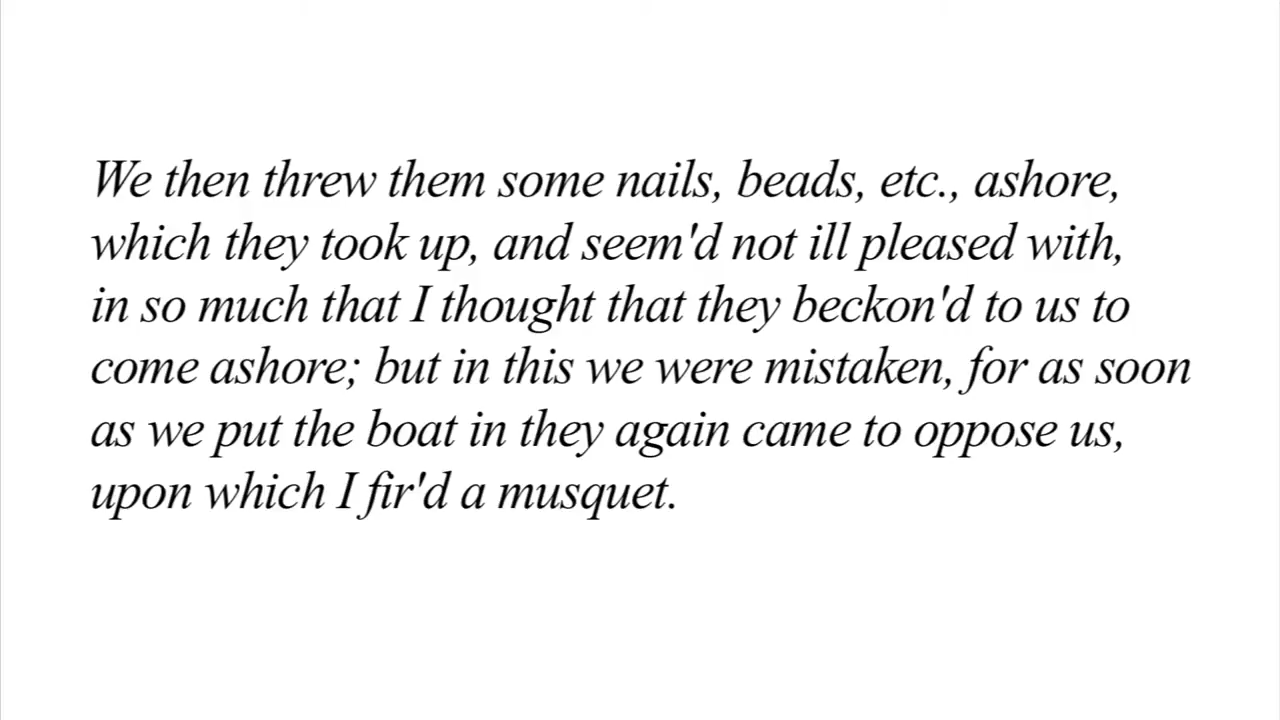 We then threw them some nails, beads, etc., ashore,
which they took up, and seem'd not ill pleased with,
in so much that I thought that they beckon'd to us to
come ashore; but in this we were mistaken, for as soon
as we put the boat in they again came to oppose us,
upon which I fir'd a musquet.